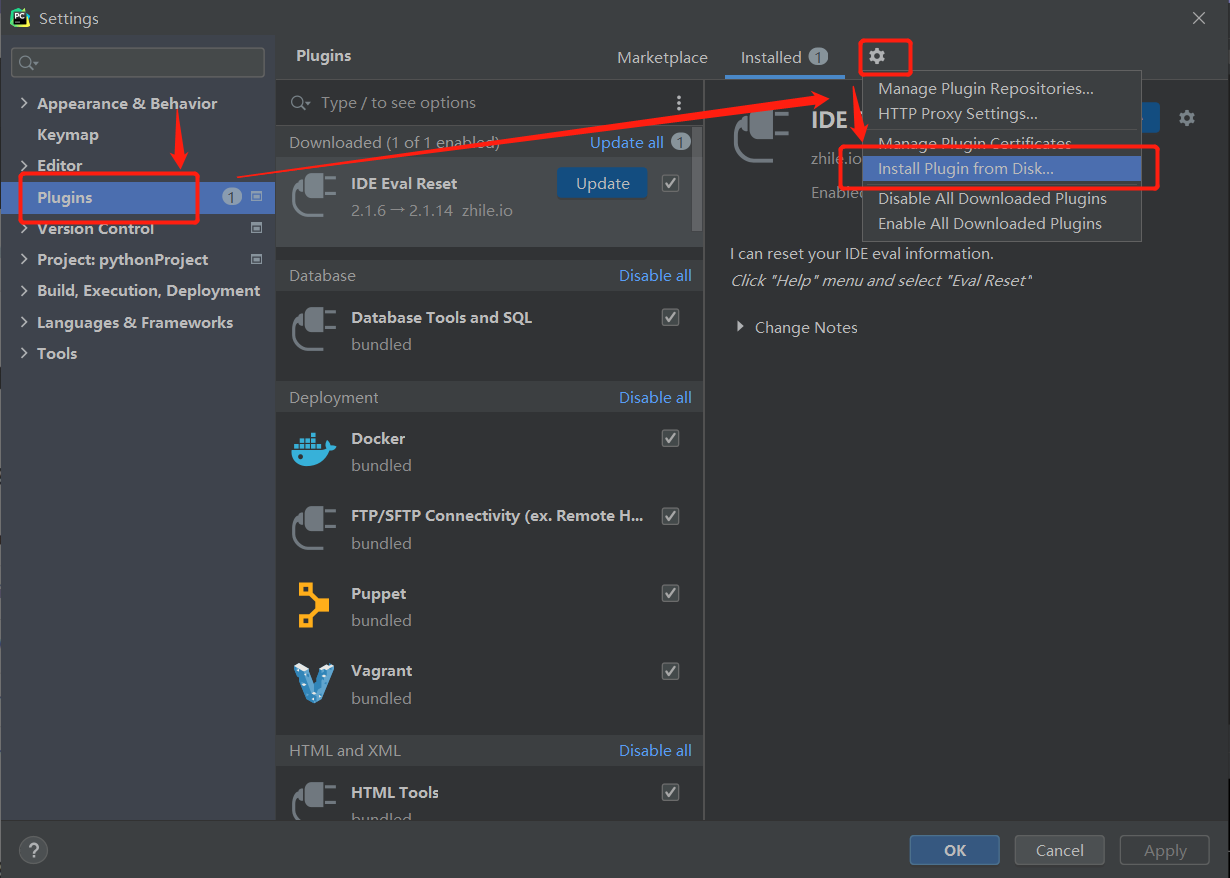 Settings
Appearance & Behavior
Keymap
Editor
Plugins 1
Version Control
Project: pythonProject
Build, Execution, Deployment
Languages & Frameworks
Tools
Plugins
Marketplace
Installed 1
Type / to see options
Downloaded (1 of 1 enabled)
Update all 1
IDE Eval Reset
Update
2.1.6 → 2.1.14 zhile.io
Database
Disable all
Database Tools and SQL
bundled
Deployment
Disable all
Docker
bundled
FTP/SFTP Connectivity (ex. Remote H...
bundled
Puppet
bundled
Vagrant
bundled
HTML and XML
Disable all
HTML Tools
bundled
Manage Plugin Repositories...
HTTP Proxy Settings...
Manage Plugin Certificates
Install Plugin from Disk...
Disable All Downloaded Plugins
Enable All Downloaded Plugins
IDE
zhile.io
Enabled
I can reset your IDE eval information.
Click "Help" menu and select "Eval Reset"
Change Notes
?
OK
Cancel
Apply